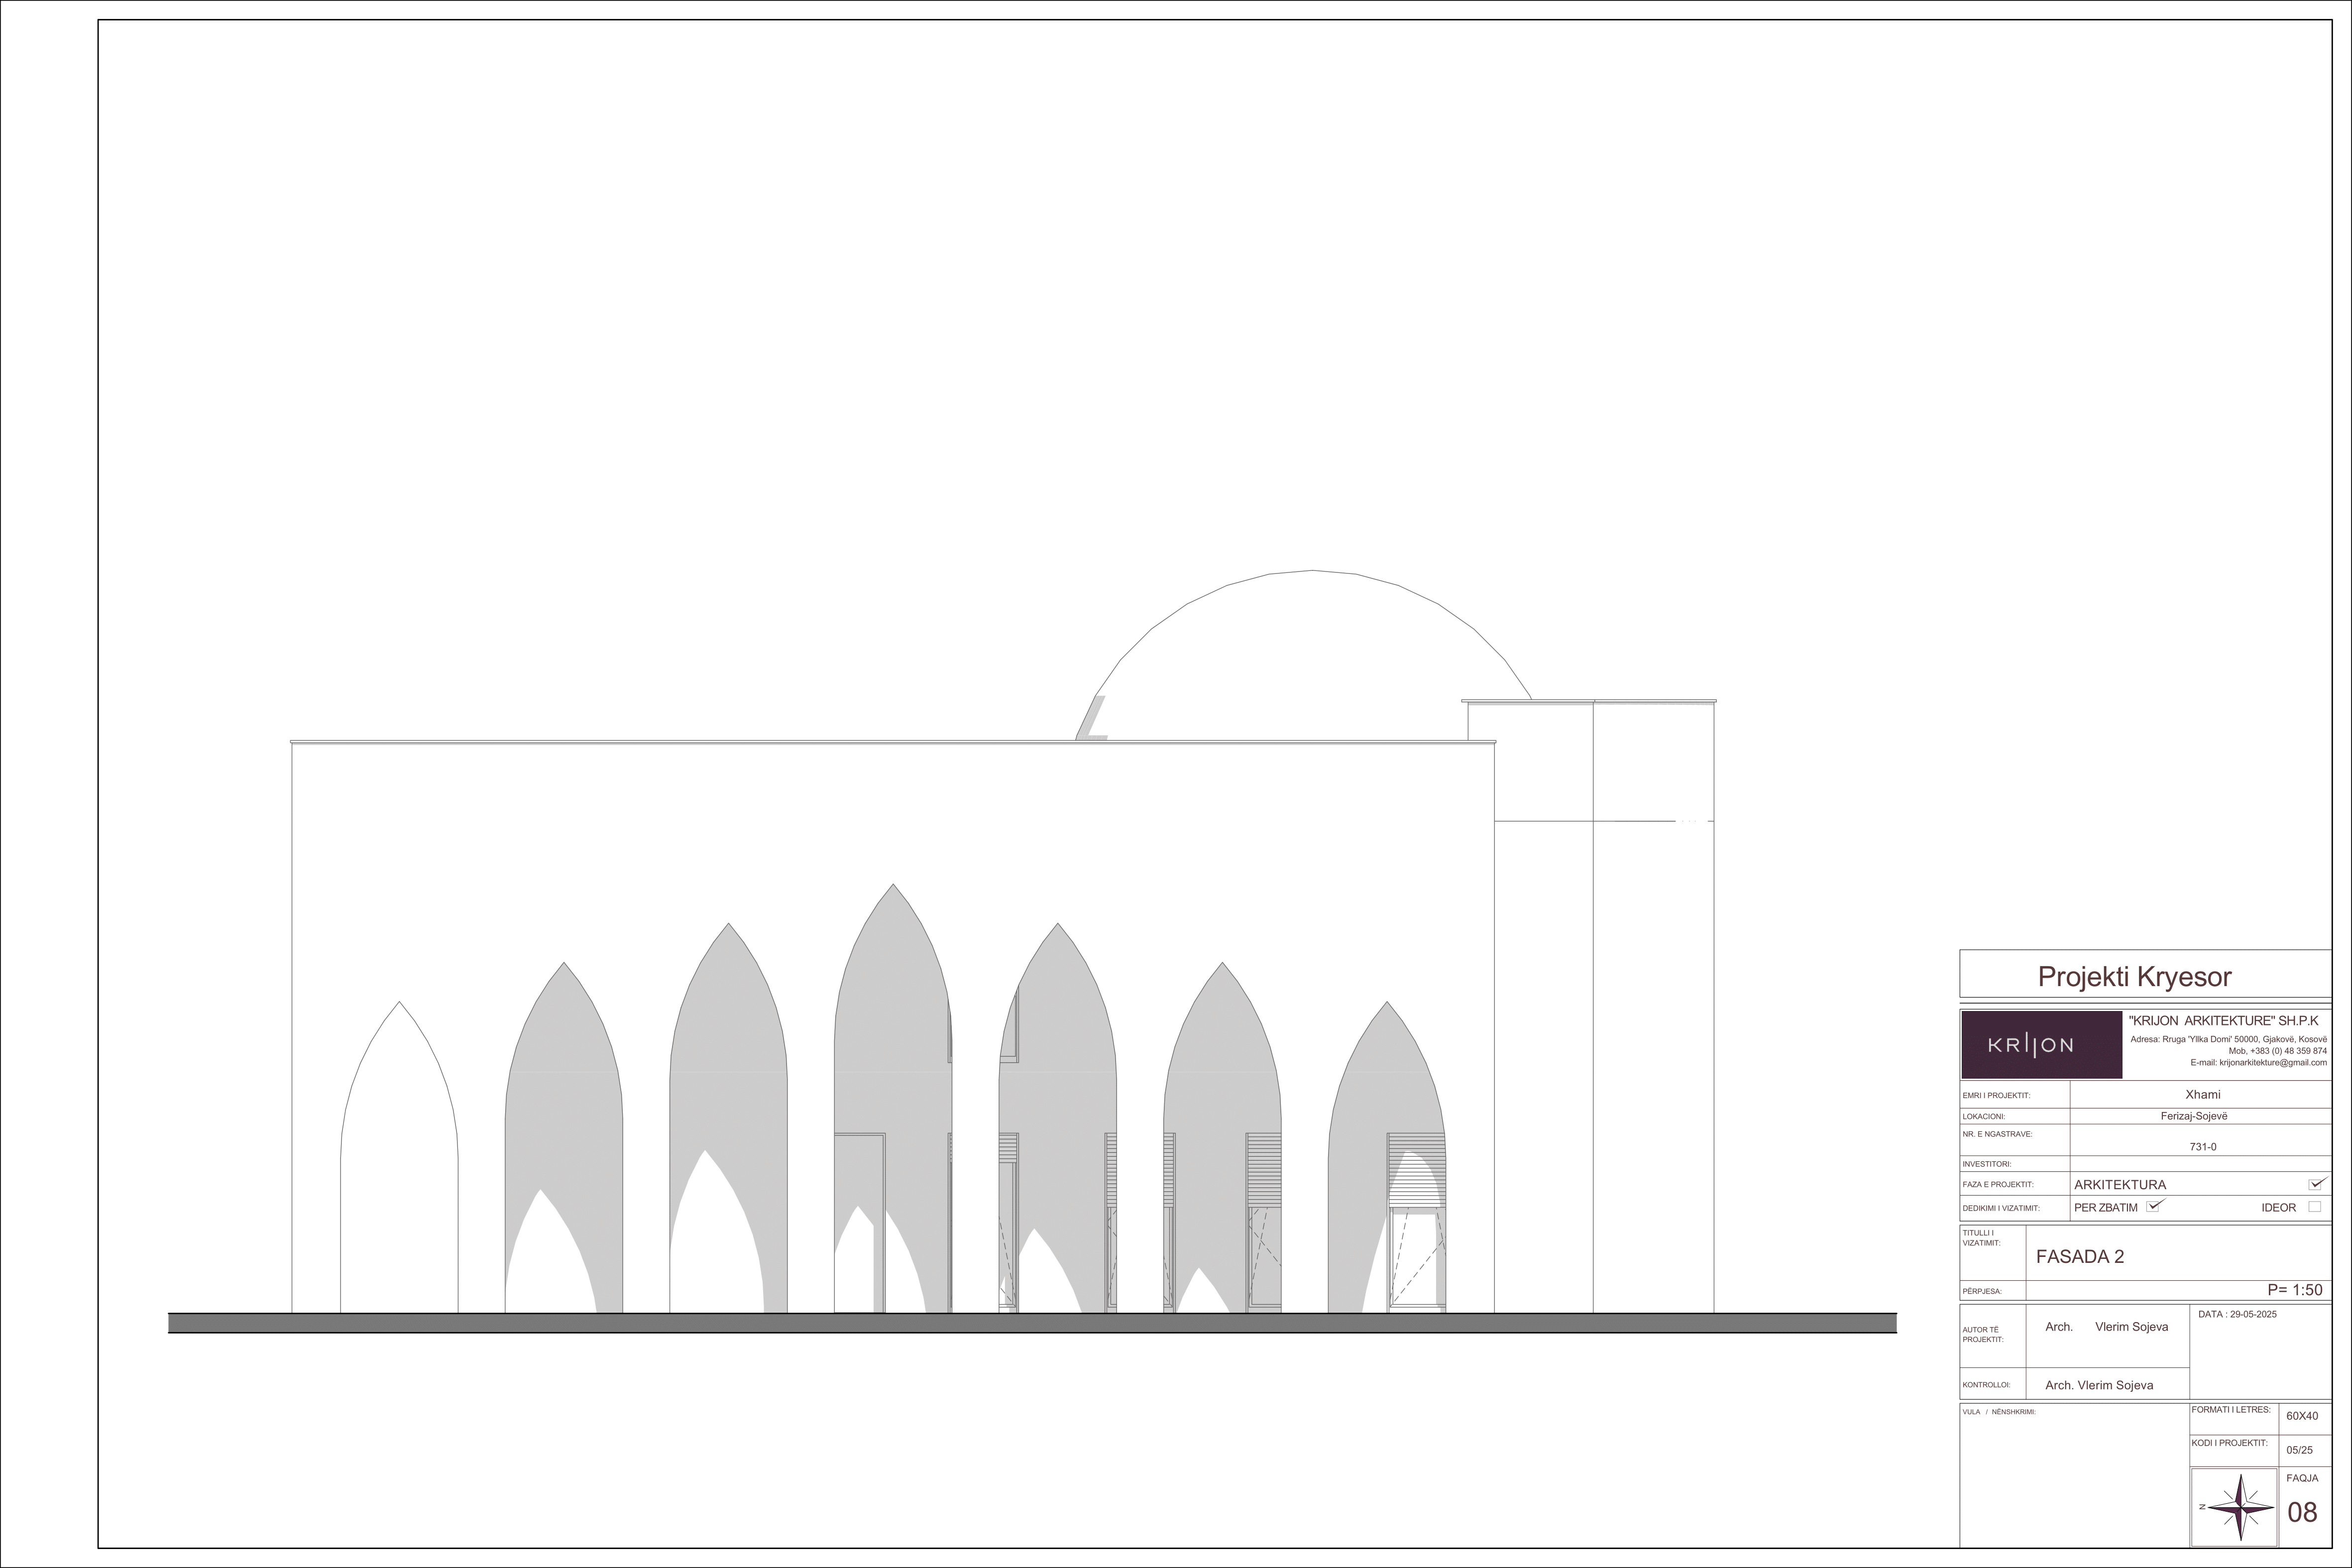 Projekti Kryesor
KRIJON
"KRIJON ARKITEKTURE" SH.P.K
Adresa: Rruga 'Yllka Domi' 50000, Gjakovë, Kosovë
Mob, +383 (0) 48 359 874
E-mail: krijonarkitekture@gmail.com
EMRI I PROJEKTIT: Xhami
LOKACIONI: Ferizaj-Sojevë
NR. E NGASTRAVE: 731-0
INVESTITORI:
FAZA E PROJEKTIT: ARKITEKTURA
DEDIKIMI I VIZATIMIT: PER ZBATIM IDEOR
TITULLI I
VIZATIMIT:
FASADA 2
PËRPJESA: P= 1:50
AUTOR TË
PROJEKTIT:
Arch. Vlerim Sojeva
DATA : 29-05-2025
KONTROLLOI: Arch. Vlerim Sojeva
VULA / NËNSHKRIMI:
FORMATI I LETRES: 60X40
KODI I PROJEKTIT: 05/25
FAQJA
N
08